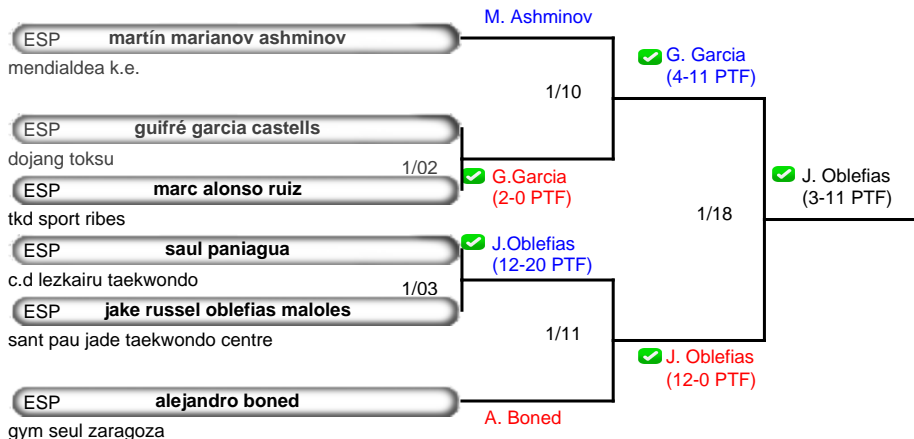 M. Ashminov
ESP martín marianov ashminov
mendialdea k.e.
G. Garcia
(4-11 PTF)
1/10
ESP guifré garcia castells
dojang toksu
1/02
G.Garcia
(2-0 PTF)
ESP marc alonso ruiz
tkd sport ribes
J. Oblefias
(3-11 PTF)
1/18
ESP saul paniagua
c.d lezkairu taekwondo
J.Oblefias
(12-20 PTF)
1/03
ESP jake russel oblefias maloles
sant pau jade taekwondo centre
1/11
J. Oblefias
(12-0 PTF)
ESP alejandro boned
A. Boned
gym seul zaragoza